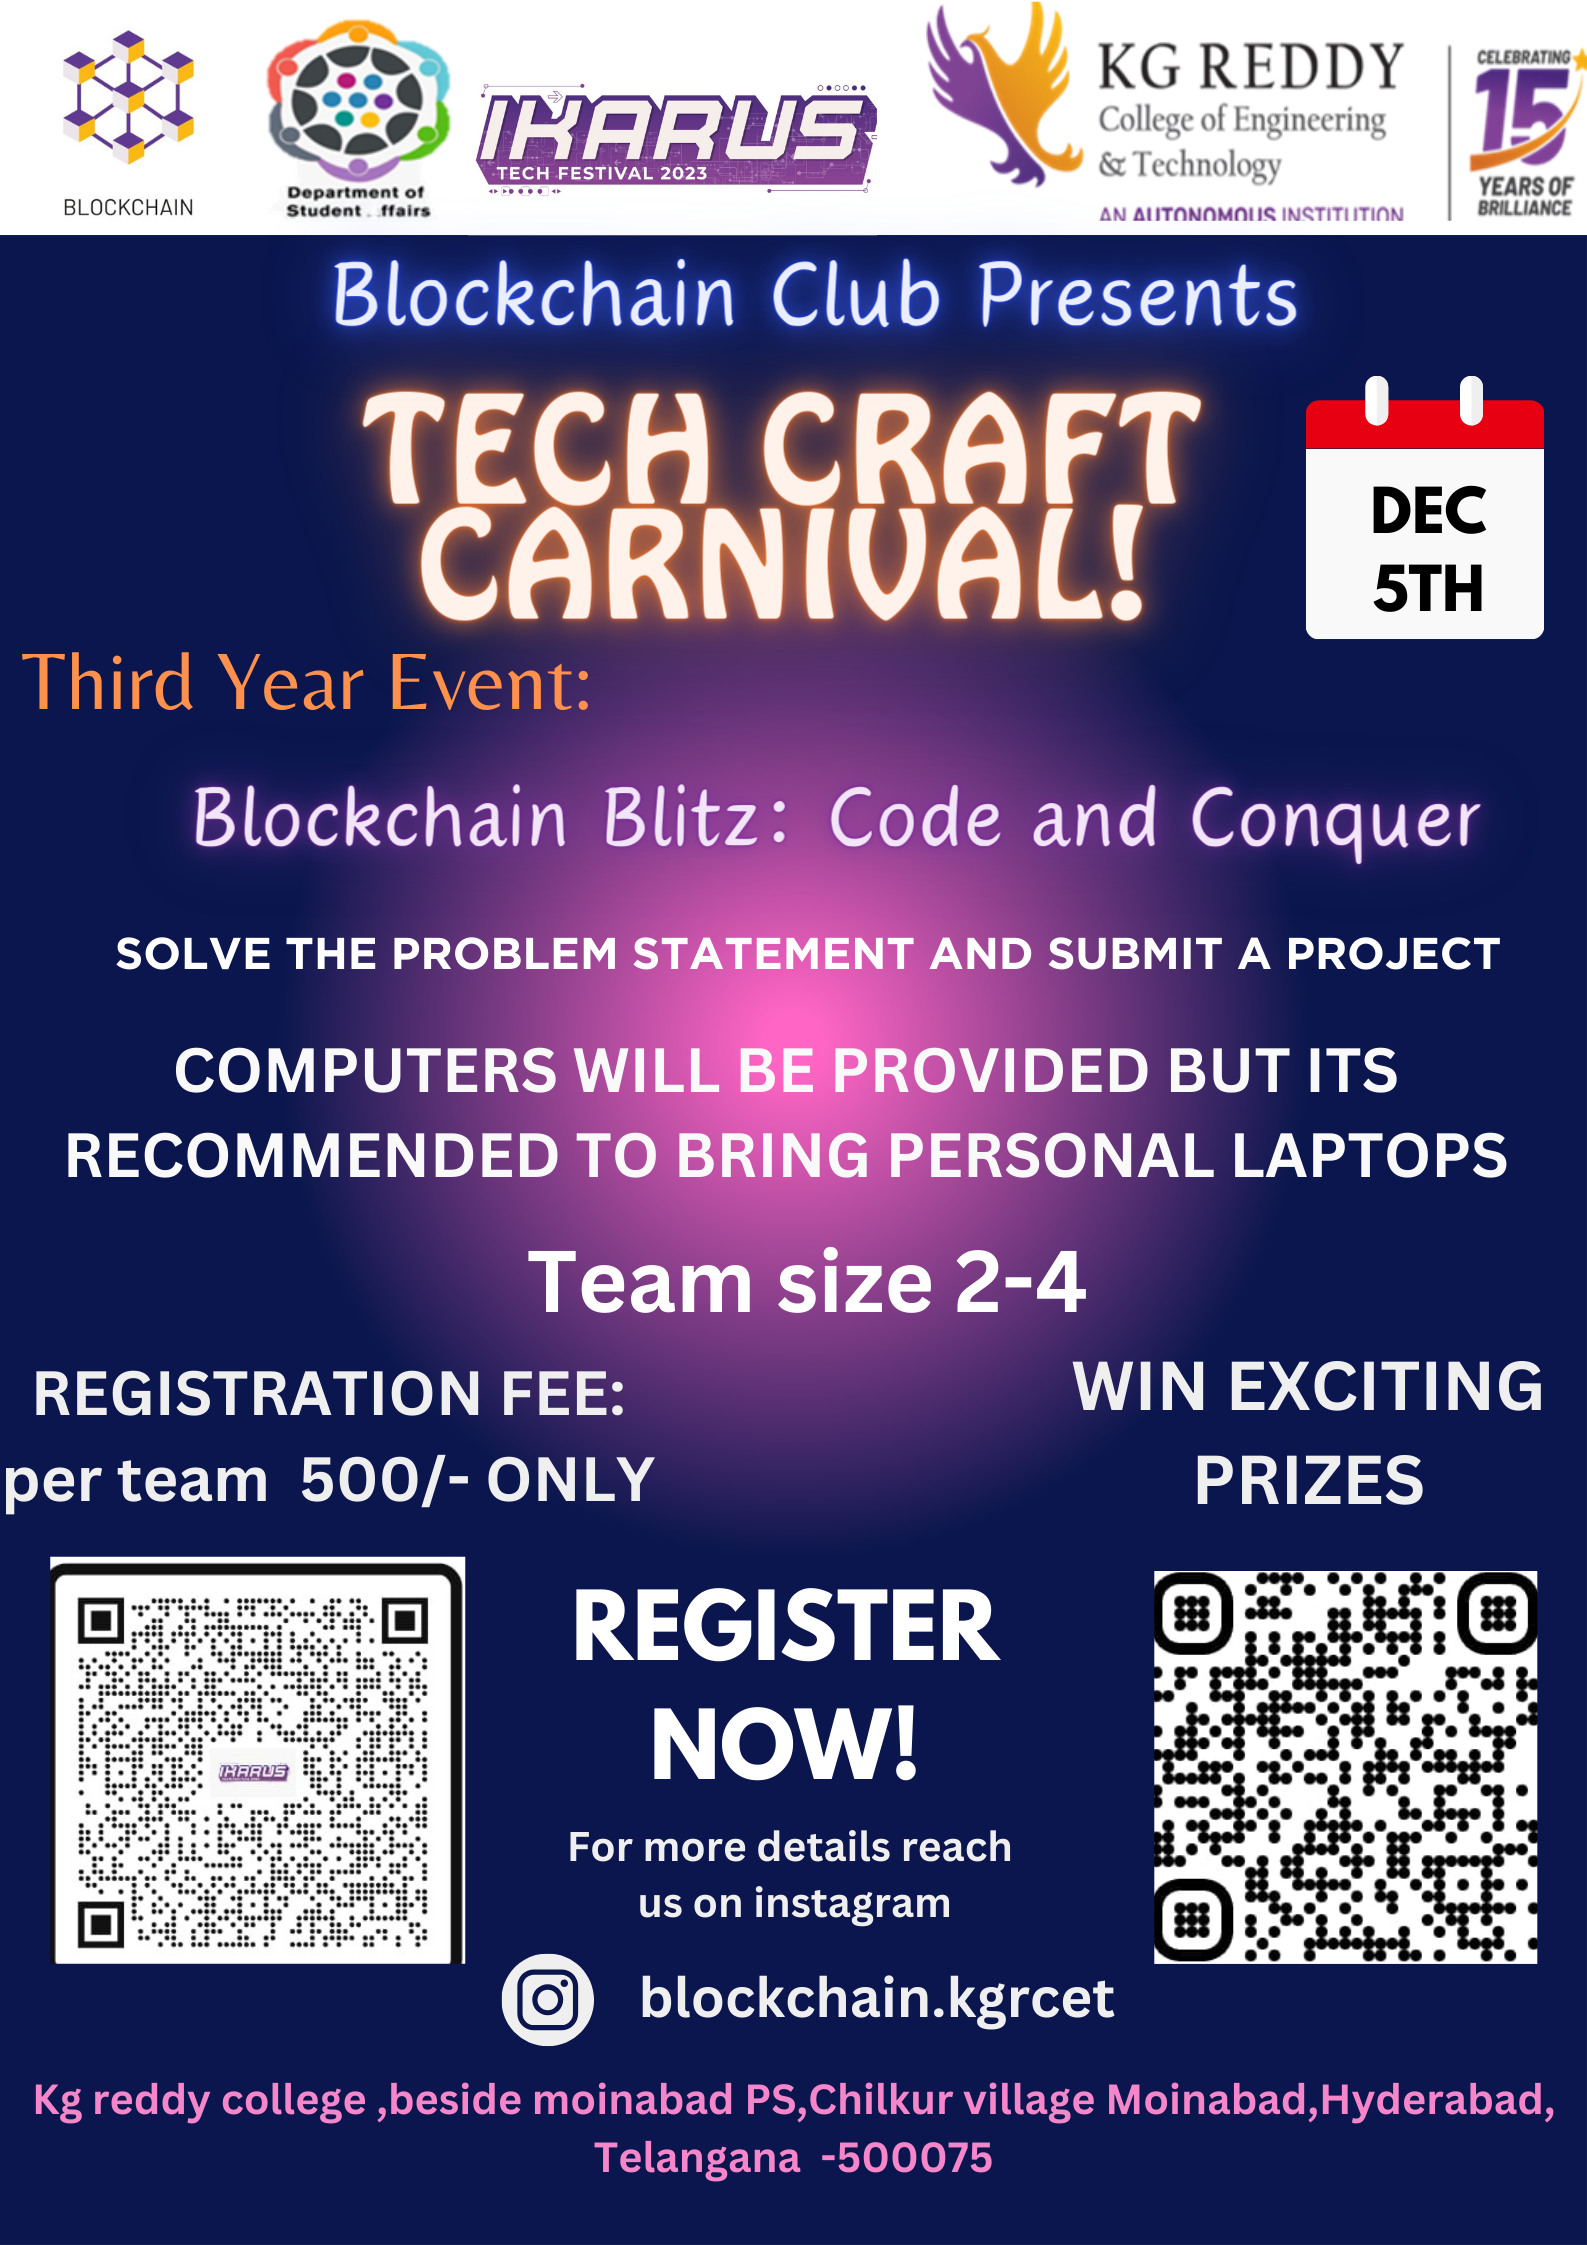 BLOCKCHAIN
Department of
Student Affairs
IKARUS
TECH FESTIVAL 2023
KG REDDY
College of Engineering
& Technology
AN AUTONOMOUS INSTITUTION
CELEBRATING
15
YEARS OF
BRILLIANCE
Blockchain Club Presents
TECH CRAFT
CARNIVAL!
DEC
5TH
Third Year Event:
Blockchain Blitz: Code and Conquer
SOLVE THE PROBLEM STATEMENT AND SUBMIT A PROJECT
COMPUTERS WILL BE PROVIDED BUT ITS
RECOMMENDED TO BRING PERSONAL LAPTOPS
Team size 2-4
REGISTRATION FEE:
per team 500/- ONLY
WIN EXCITING
PRIZES
IKARUS
REGISTER
NOW!
For more details reach
us on instagram
blockchain.kgrcet
Kg reddy college ,beside moinabad PS,Chilkur village Moinabad,Hyderabad,
Telangana -500075